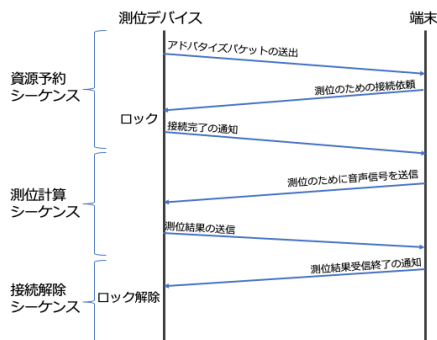 測位デバイス
端末
アドバタイズパケットの送出
資源予約
シーケンス
測位のための接続依頼
ロック
接続完了の通知
測位のために音声信号を送信
測位計算
シーケンス
測位結果の送信
測位結果受信終了の通知
接続解除
シーケンス
ロック解除